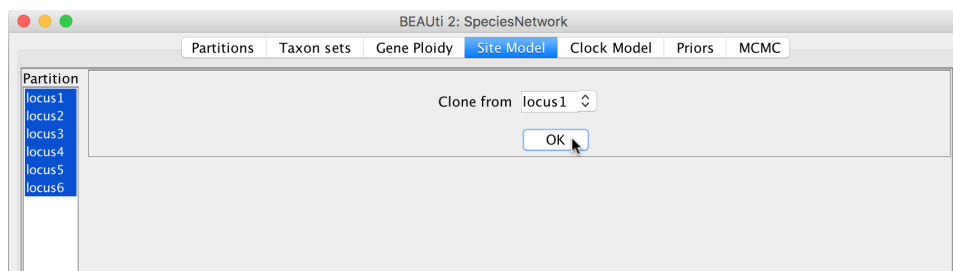 BEAUti 2: SpeciesNetwork
Partitions Taxon sets Gene Ploidy Site Model Clock Model Priors MCMC
Partition
locus1
locus2
locus3
locus4
locus5
locus6
Clone from locus1
OK